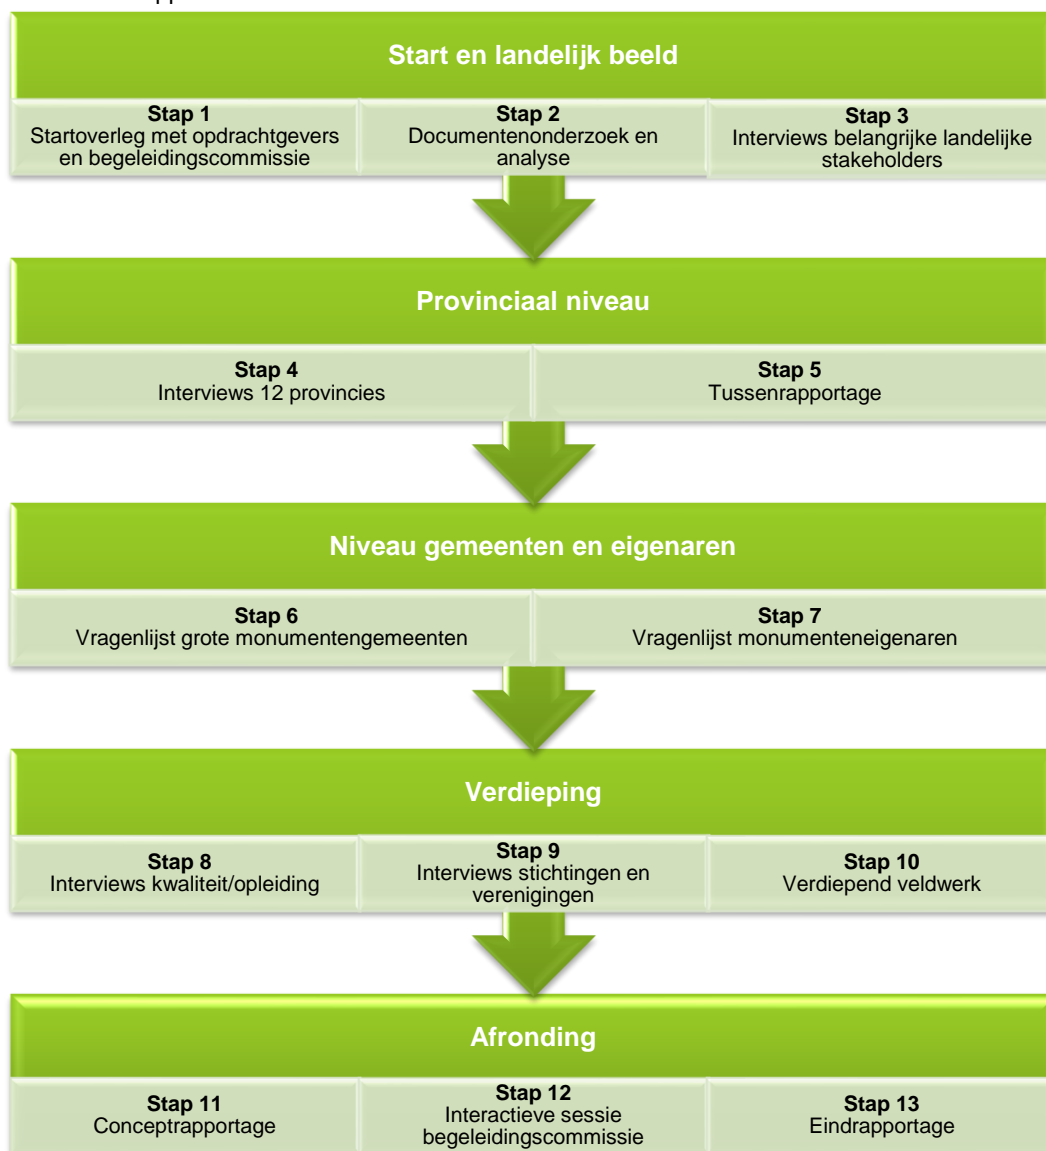 Start en landelijk beeld
Stap 1
Startoverleg met opdrachtgevers
en begeleidingscommissie
Stap 2
Documentenonderzoek en
analyse
Stap 3
Interviews belangrijke landelijke
stakeholders
Provinciaal niveau
Stap 4
Interviews 12 provincies
Stap 5
Tussenrapportage
Niveau gemeenten en eigenaren
Stap 6
Vragenlijst grote monumentengemeenten
Stap 7
Vragenlijst monumenteneigenaren
Verdieping
Stap 8
Interviews kwaliteit/opleiding
Stap 9
Interviews stichtingen en
verenigingen
Stap 10
Verdiepend veldwerk
Afronding
Stap 11
Conceptrapportage
Stap 12
Interactieve sessie
begeleidingscommissie
Stap 13
Eindrapportage